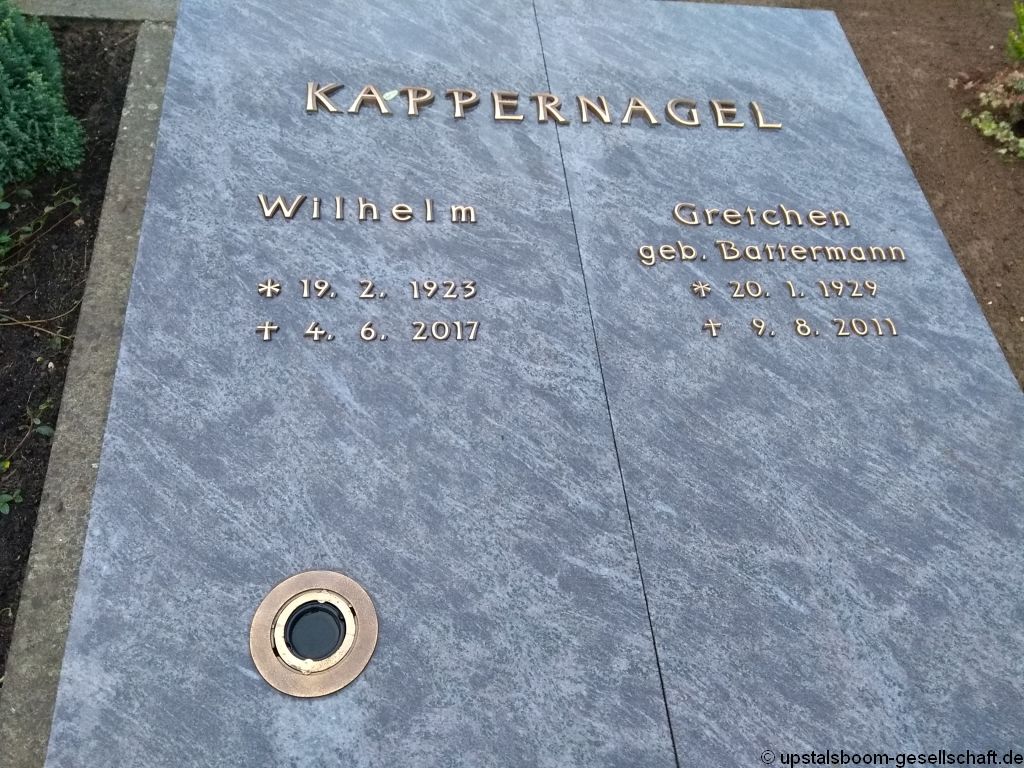 KAPPERNAGEL
Wilhelm
* 19. 2. 1923
† 4. 6. 2017
Gretchen
geb. Battermann
* 20. 1. 1929
† 9. 8. 2011
© upstalsboom-gesellschaft.de